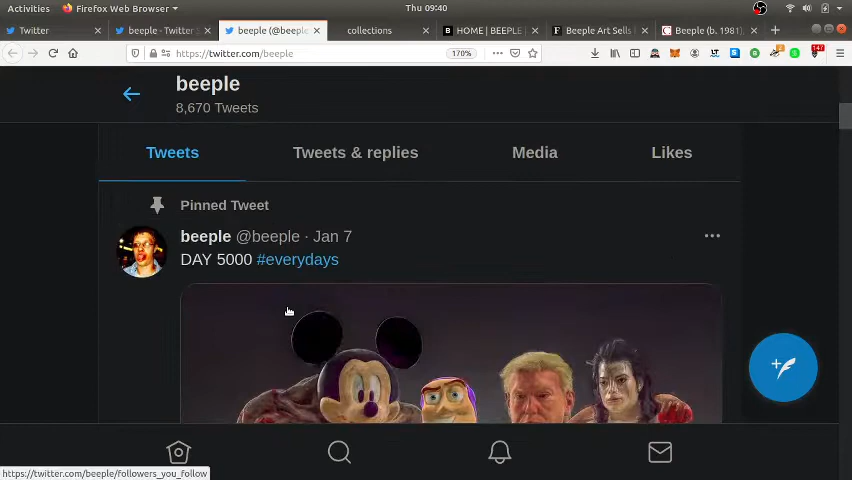 Activities Firefox Web Browser Thu 09:40
Twitter
beeple - Twitter S
beeple (@beeple
collections
B HOME | BEEPLE
F Beeple Art Sells
C Beeple (b. 1981)
https://twitter.com/beeple 170% 147
beeple
8,670 Tweets
Tweets Tweets & replies Media Likes
Pinned Tweet
beeple @beeple · Jan 7
DAY 5000 #everydays
https://twitter.com/beeple/followers_you_follow